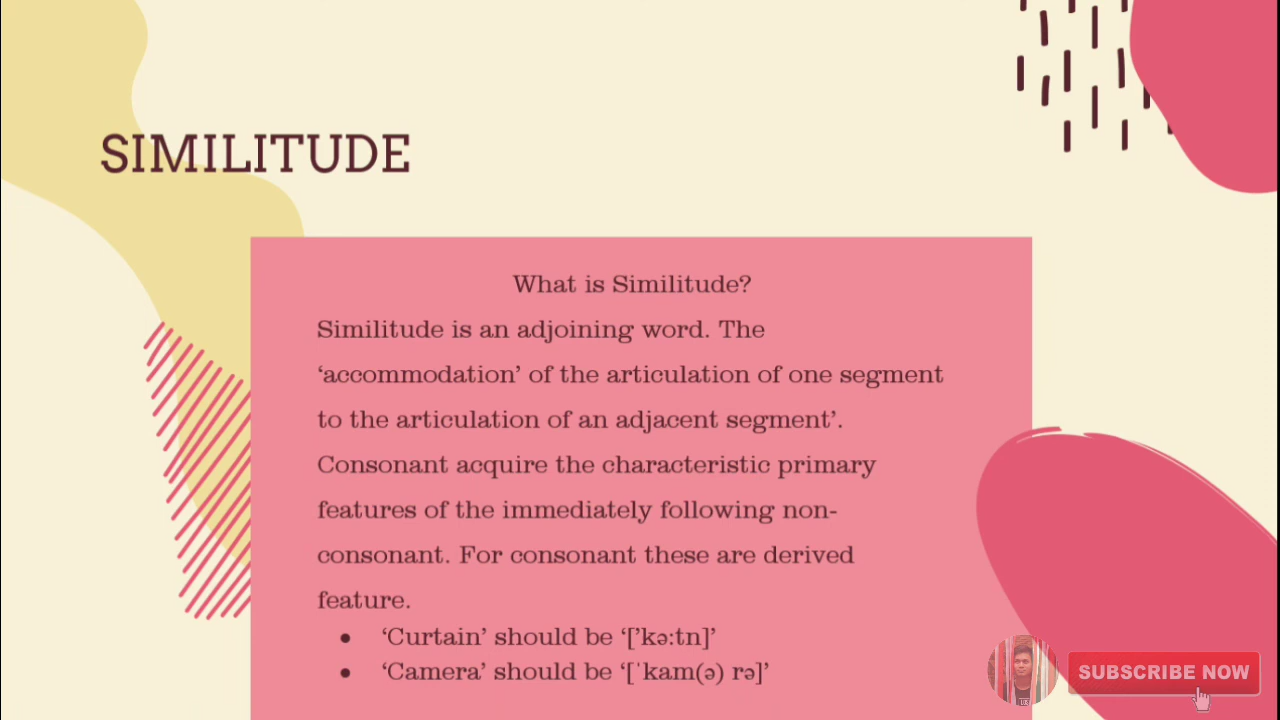 SIMILITUDE
What is Similitude?
Similitude is an adjoining word. The
‘accommodation’ of the articulation of one segment
to the articulation of an adjacent segment’.
Consonant acquire the characteristic primary
features of the immediately following non-
consonant. For consonant these are derived
feature.
● ‘Curtain’ should be ‘[’kə:tn]’
● ‘Camera’ should be ‘[ˈkam(ə) rə]’
SUBSCRIBE NOW